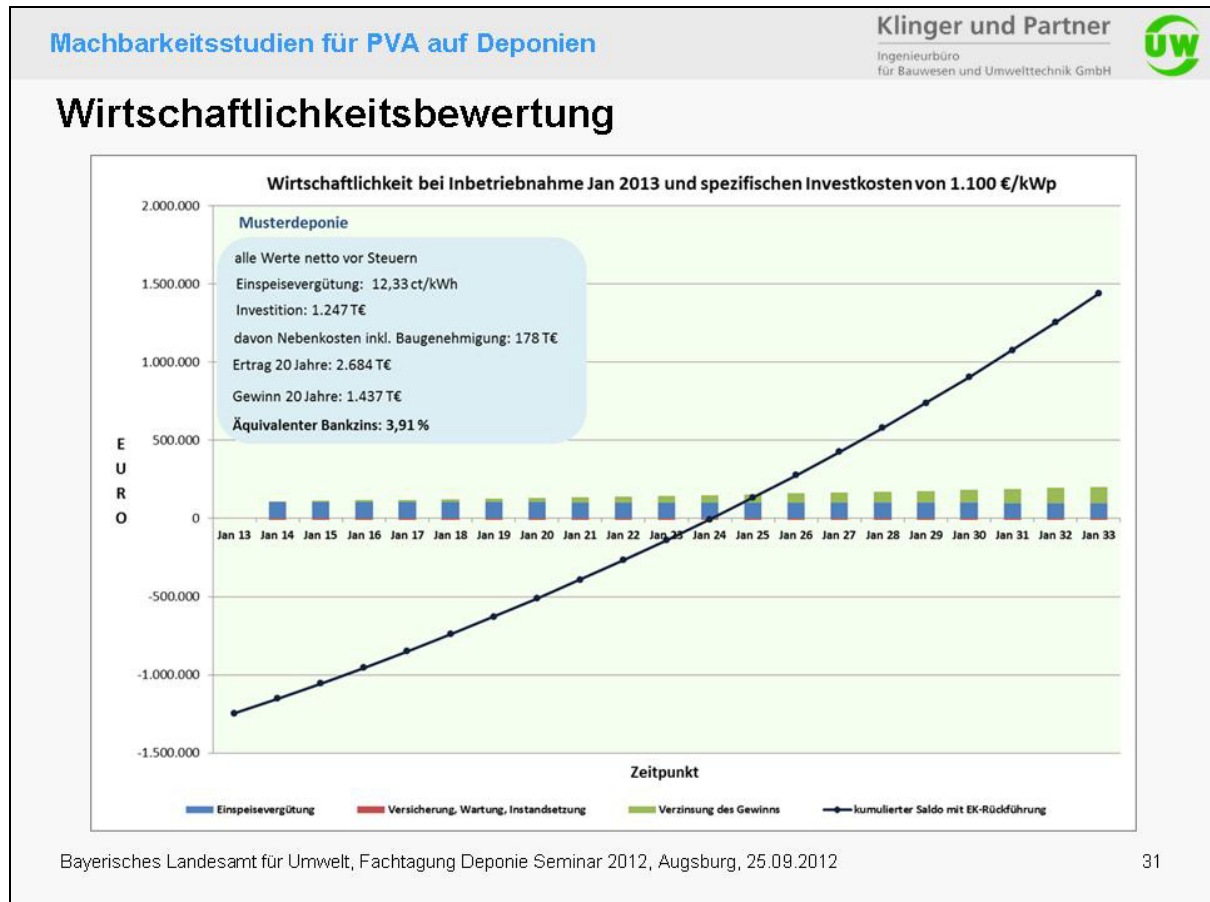 Machbarkeitsstudien für PVA auf Deponien
Klinger und Partner
Ingenieurbüro
für Bauwesen und Umwelttechnik GmbH
ÜW
Wirtschaftlichkeitsbewertung
Wirtschaftlichkeit bei Inbetriebnahme Jan 2013 und spezifischen Investkosten von 1.100 €/kWp
Musterdeponie
alle Werte netto vor Steuern
Einspeisevergütung: 12,33 ct/kWh
Investition: 1.247 T€
davon Nebenkosten inkl. Baugenehmigung: 178 T€
Ertrag 20 Jahre: 2.684 T€
Gewinn 20 Jahre: 1.437 T€
Äquivalenter Bankzins: 3,91 %
2.000.000
1.500.000
1.000.000
500.000
0
-500.000
-1.000.000
-1.500.000
E
U
R
O
Jan 13 Jan 14 Jan 15 Jan 16 Jan 17 Jan 18 Jan 19 Jan 20 Jan 21 Jan 22 Jan 23 Jan 24 Jan 25 Jan 26 Jan 27 Jan 28 Jan 29 Jan 30 Jan 31 Jan 32 Jan 33
Zeitpunkt
Einspeisevergütung Versicherung, Wartung, Instandsetzung Verzinsung des Gewinns kumulierter Saldo mit EK-Rückführung
Bayerisches Landesamt für Umwelt, Fachtagung Deponie Seminar 2012, Augsburg, 25.09.2012 31